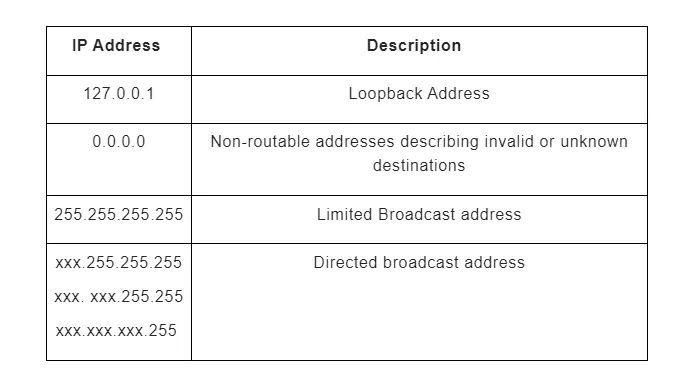 IP Address Description
127.0.0.1 Loopback Address
0.0.0.0 Non-routable addresses describing invalid or unknown
destinations
255.255.255.255 Limited Broadcast address
xxx.255.255.255 Directed broadcast address
xxx. xxx.255.255
xxx.xxx.xxx.255